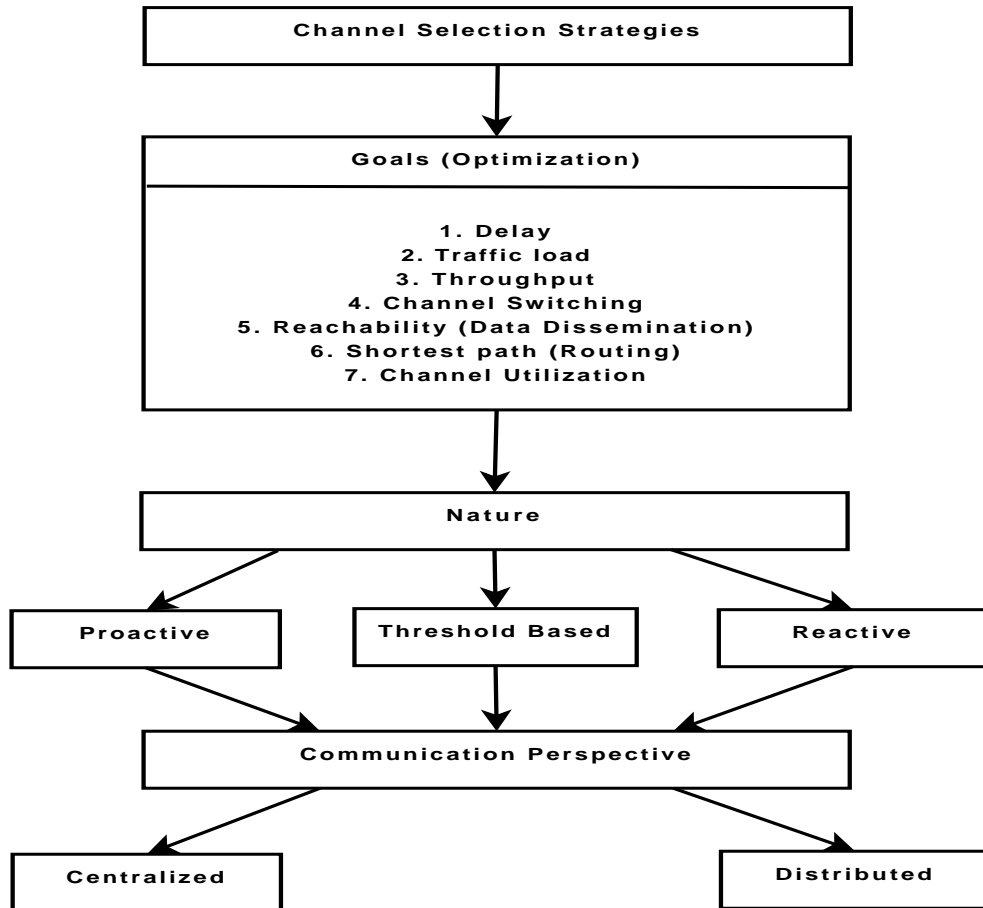 Channel Selection Strategies
Goals (Optimization)
1. Delay
2. Traffic load
3. Throughput
4. Channel Switching
5. Reachability (Data Dissemination)
6. Shortest path (Routing)
7. Channel Utilization
Nature
Proactive
Threshold Based
Reactive
Communication Perspective
Centralized
Distributed